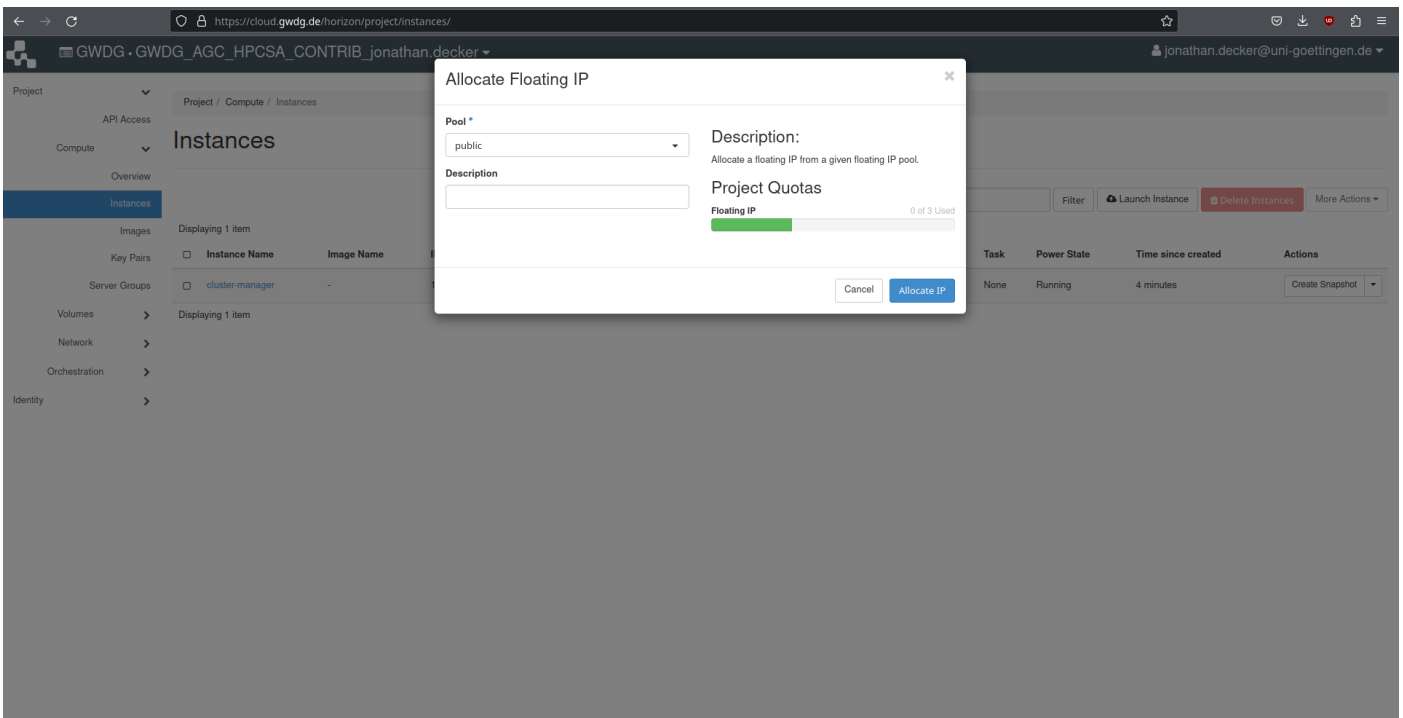 https://cloud.gwdg.de/horizon/project/instances/
GWDG • GWDG_AGC_HPCSA_CONTRIB_jonathan.decker
jonathan.decker@uni-goettingen.de
Project
API Access
Compute
Overview
Instances
Images
Key Pairs
Server Groups
Volumes
Network
Orchestration
Identity
Project / Compute / Instances
Instances
Filter
Launch Instance
Delete Instances
More Actions
Displaying 1 item
Instance Name Image Name Task Power State Time since created Actions
cluster-manager - None Running 4 minutes Create Snapshot
Displaying 1 item
Allocate Floating IP
Pool *
public
Description
Description:
Allocate a floating IP from a given floating IP pool.
Project Quotas
Floating IP 0 of 3 Used
Cancel
Allocate IP